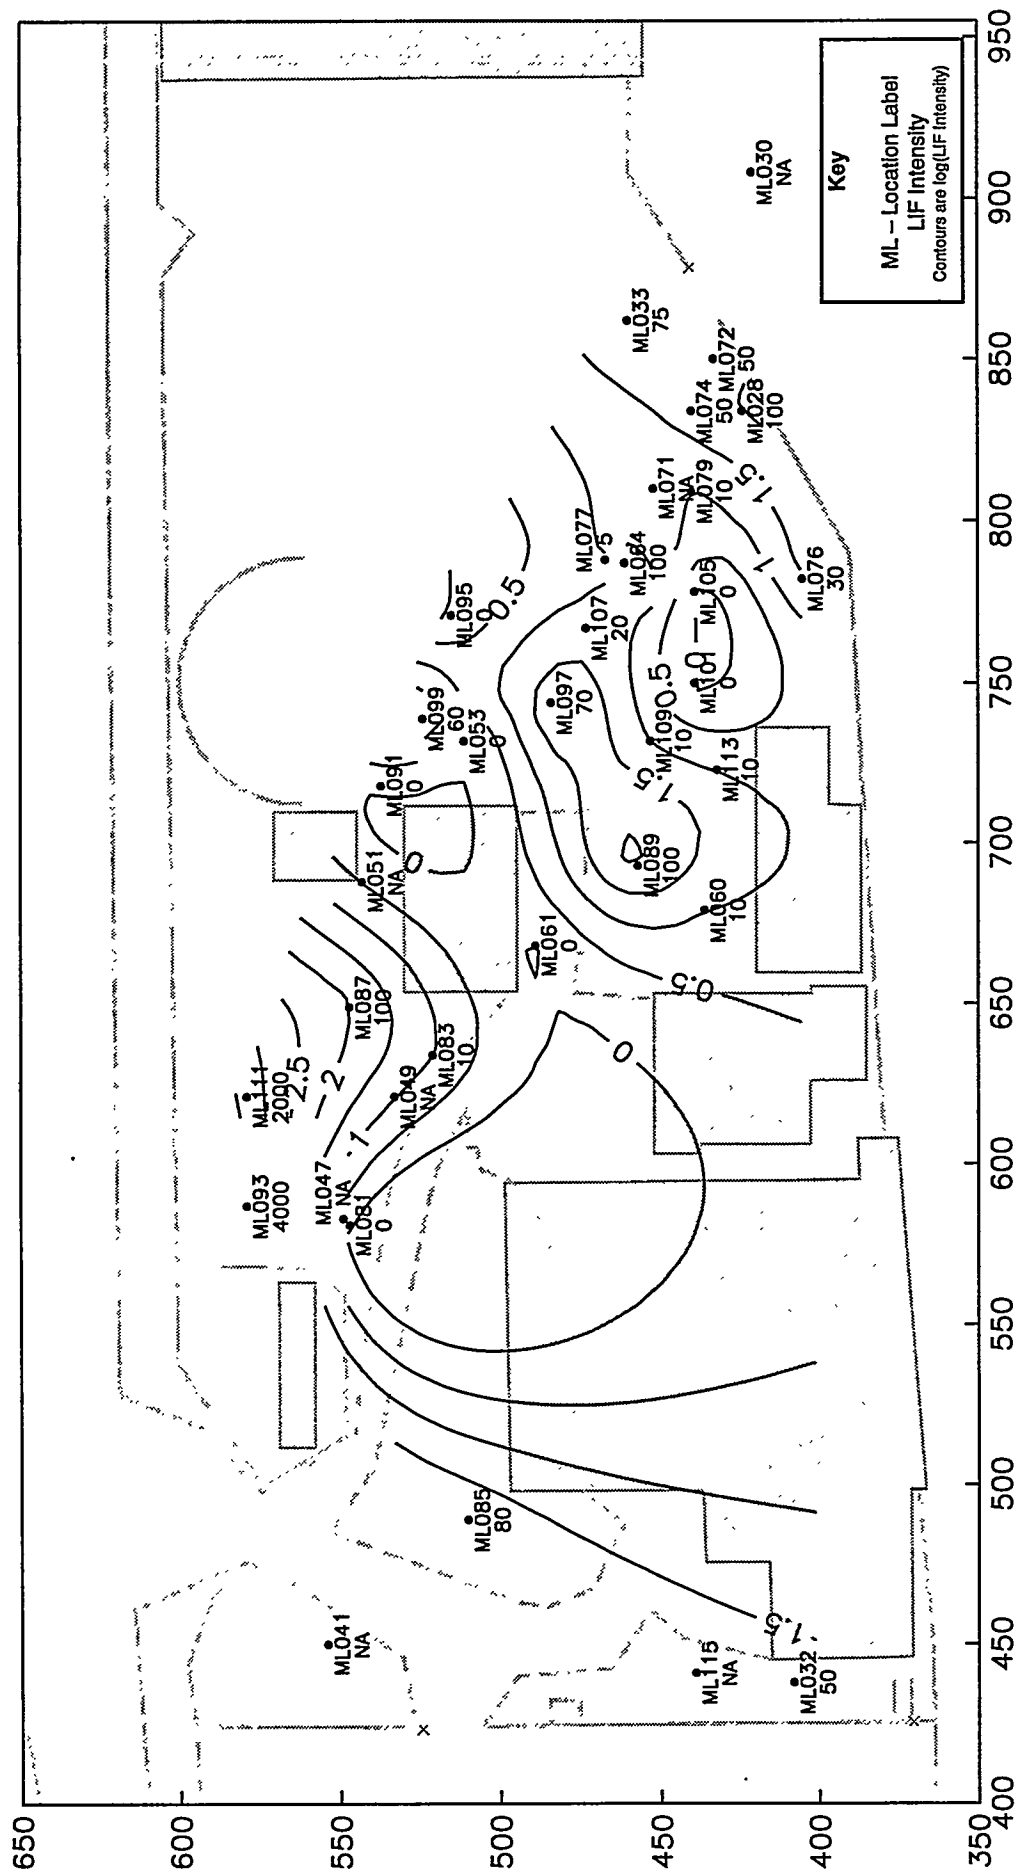 650
600
550
500
450
400
350
400
450
500
550
600
650
700
750
800
850
900
950
ML093
4000
ML111
2000
2.5
2
1
ML041
NA
ML047
NA
ML081
0
ML087
100
ML051
NA
ML091
0
ML099
60
ML053
0
ML095
0
0.5
ML049
NA
ML083
10
0
ML085
80
ML061
0
ML097
70
ML107
20
ML077
5
ML064
100
ML033
75
ML071
NA
ML079
10
ML074
50
ML072
50
ML028
100
ML030
NA
0
0.5
ML089
100
1.5
ML109
10
0.5
ML101
0
0
ML105
0
1
1.5
ML060
10
ML113
10
ML076
30
ML115
NA
ML032
50
1.5
Key
ML – Location Label
LIF Intensity
Contours are log(LIF Intensity)